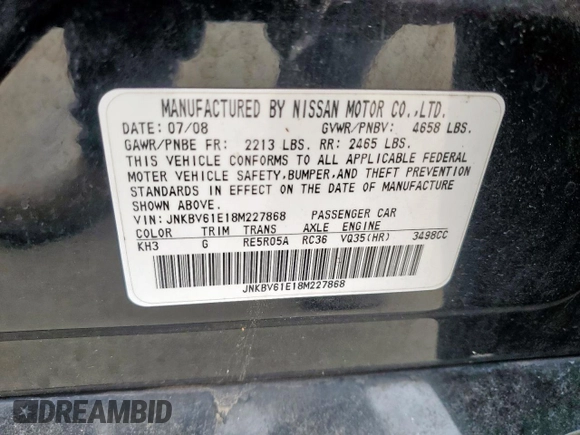 MANUFACTURED BY NISSAN MOTOR CO.,LTD.
DATE: 07/08 GVWR/PNBV: 4658 LBS.
GAWR/PNBE FR: 2213 LBS. RR: 2465 LBS.
THIS VEHICLE CONFORMS TO ALL APPLICABLE FEDERAL
MOTOR VEHICLE SAFETY,BUMPER,AND THEFT PREVENTION
STANDARDS IN EFFECT ON THE DATE OF MANUFACTURE
SHOWN ABOVE.
VIN: JNKBV61E18M227868 PASSENGER CAR
COLOR TRIM TRANS AXLE ENGINE
KH3 G RE5R05A RC36 VQ35(HR) 3498CC
JNKBV61E18M227868
DREAMBID